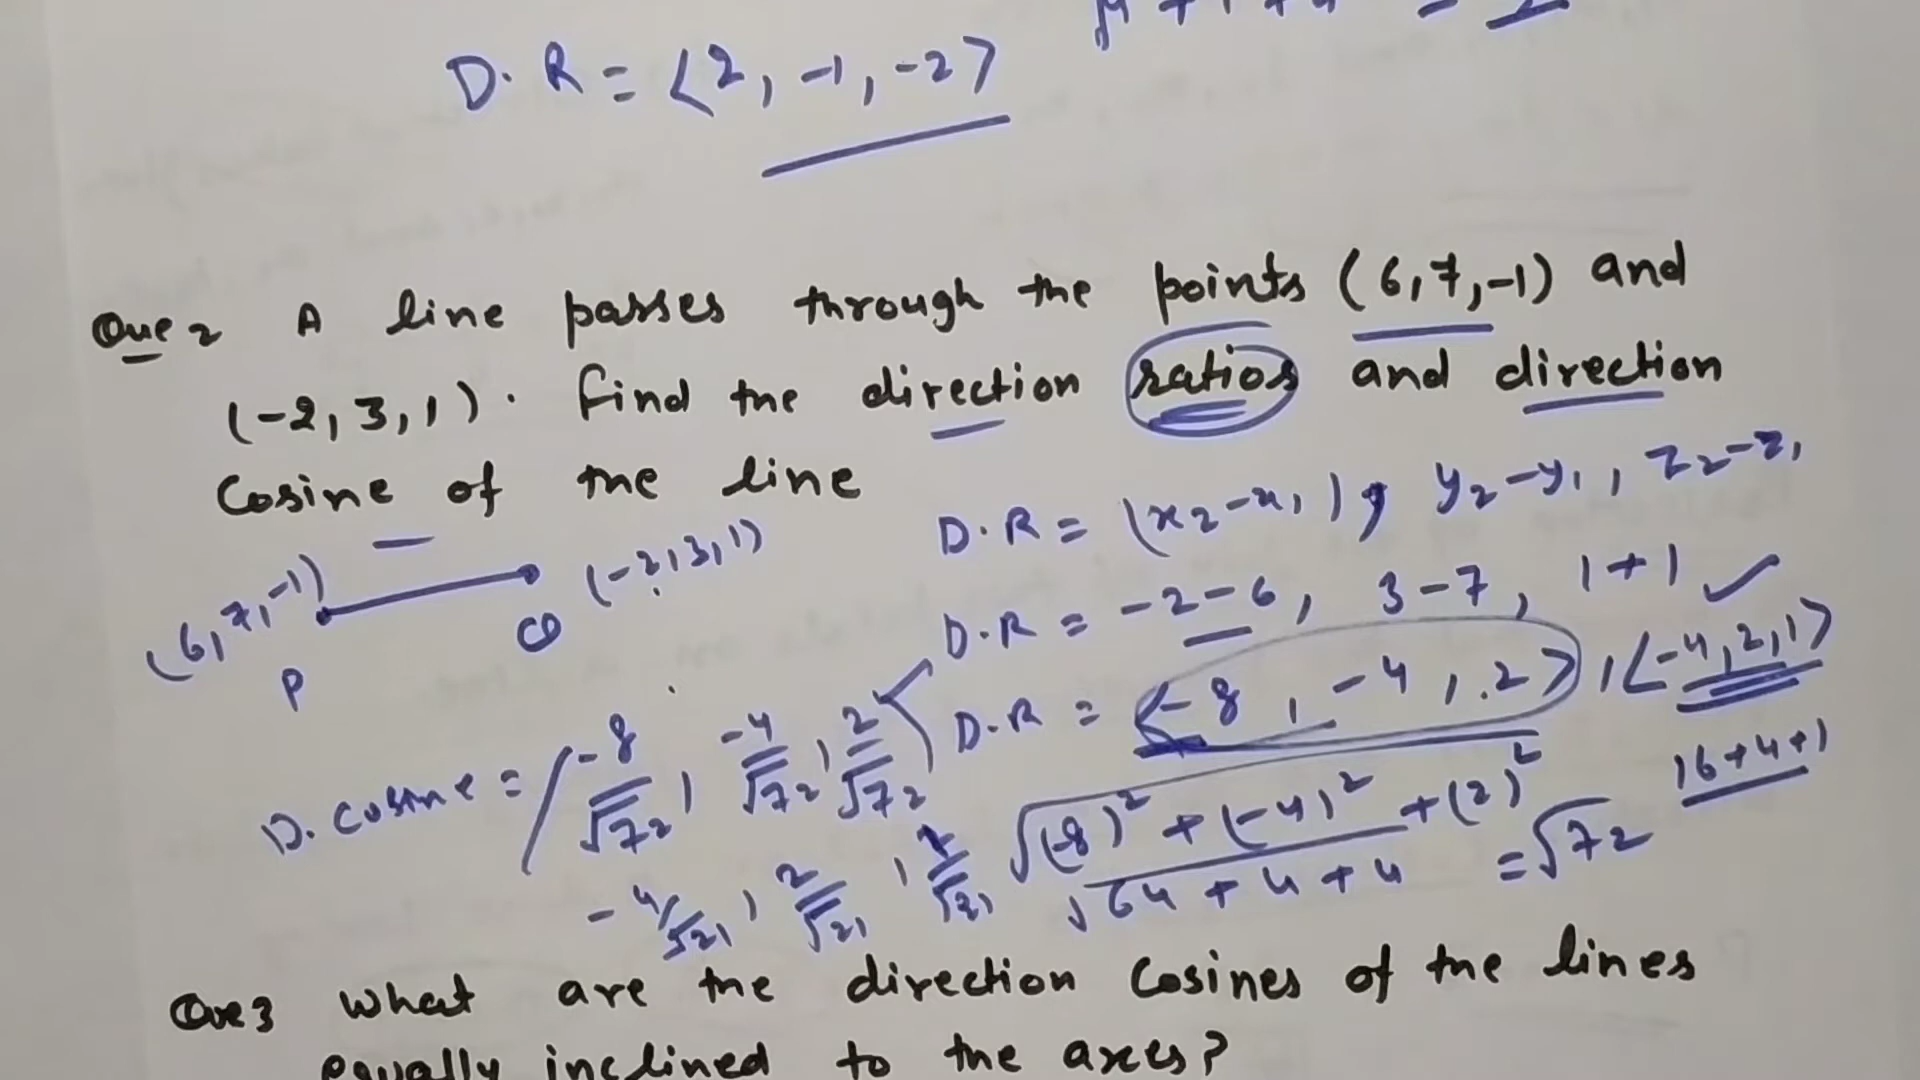 √4+1+4 =
D.R = <2, -1, -2>
Que 2 A line passes through the points (6,7,-1) and
(-2,3,1). find the direction ratios and direction
Cosine of the line
D.R = (x2-x1), y2-y1, z2-z1
(6,7,-1) (-2,3,1)
P Q
D.R = -2-6, 3-7, 1+1 ✓
D.R = <-8, -4, 2>, <-4,2,1>
16+4+1
D. Cosine = <-8/√72, -4/√72, 2/√72>
√(-8)²+(-4)²+(2)²
√64+4+4 = √72
-4/√21, 2/√21, 1/√21
Que 3 What are the direction Cosines of the lines
equally inclined to the axes?